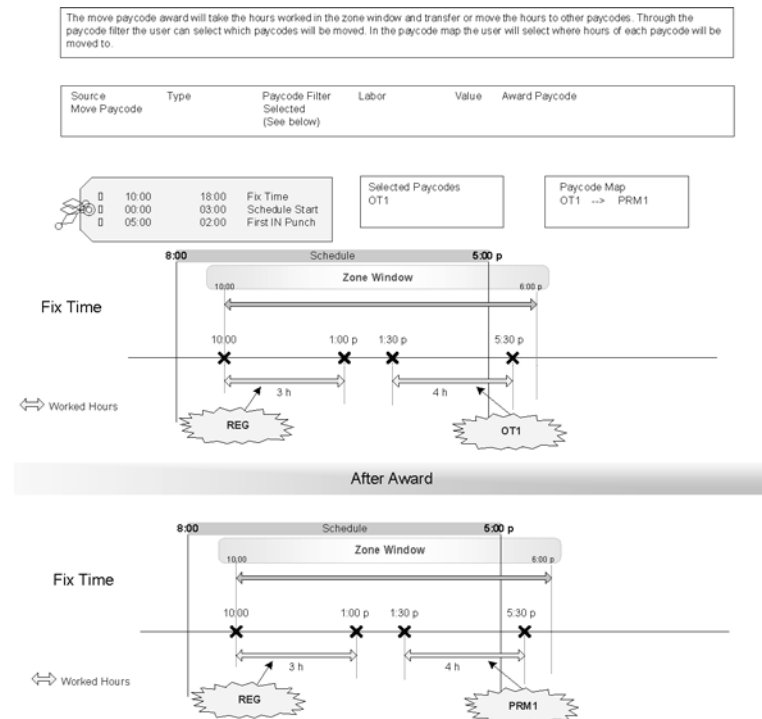 The move paycode award will take the hours worked in the zone window and transfer or move the hours to other paycodes. Through the
paycode filter the user can select which paycodes will be moved. In the paycode map the user will select where hours of each paycode will be
moved to.
Source Type Paycode Filter Labor Value Award Paycode
Move Paycode Selected
(See below)
10:00 18:00 Fix Time
00:00 03:00 Schedule Start
05:00 02:00 First IN Punch
Selected Paycodes
OT1
Paycode Map
OT1 --> PRM1
8:00 Schedule 5:00 p
Zone Window
10:00 6:00 p
Fix Time
10:00 1:00 p 1:30 p 5:30 p
3 h 4 h
Worked Hours
REG OT1
After Award
8:00 Schedule 5:00 p
Zone Window
10:00 6:00 p
Fix Time
10:00 1:00 p 1:30 p 5:30 p
3 h 4 h
Worked Hours
REG PRM1